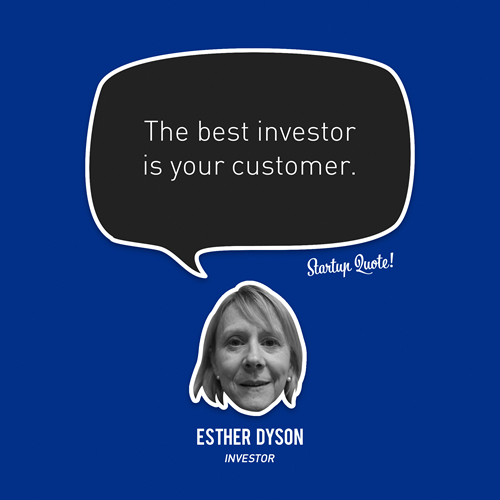 The best investor
is your customer.
Startup Quote!
ESTHER DYSON
INVESTOR